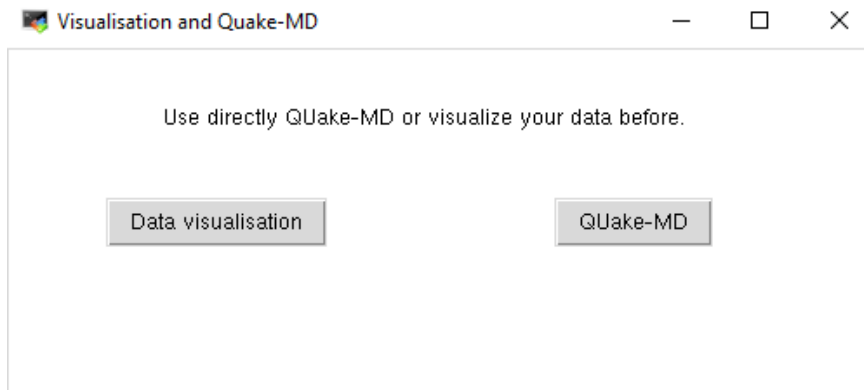 Visualisation and Quake-MD
Use directly QUake-MD or visualize your data before.
Data visualisation
QUake-MD